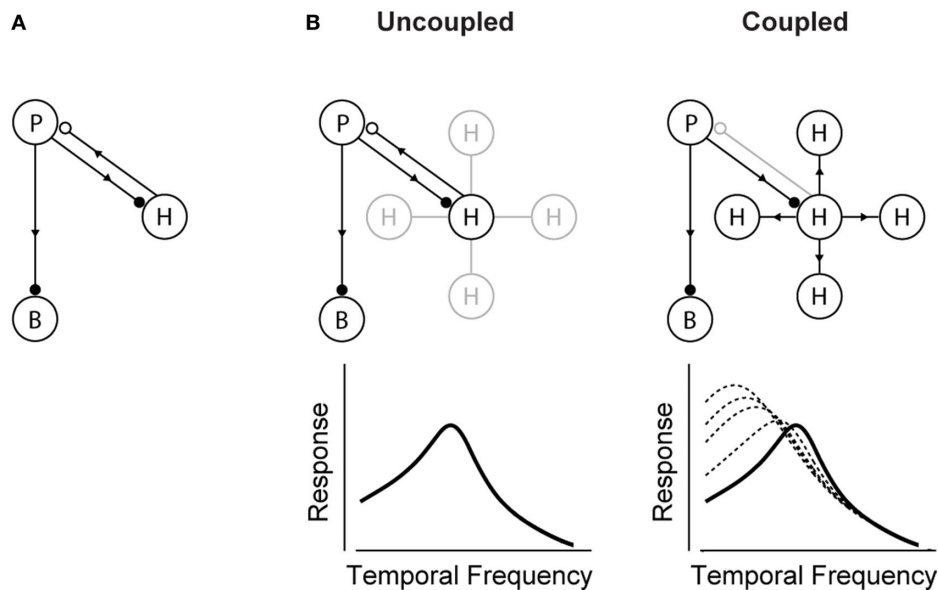 A
B
Uncoupled
Coupled
P
H
B
P
H
H
H
H
H
B
P
H
H
H
H
H
B
Response
Temporal Frequency
Response
Temporal Frequency